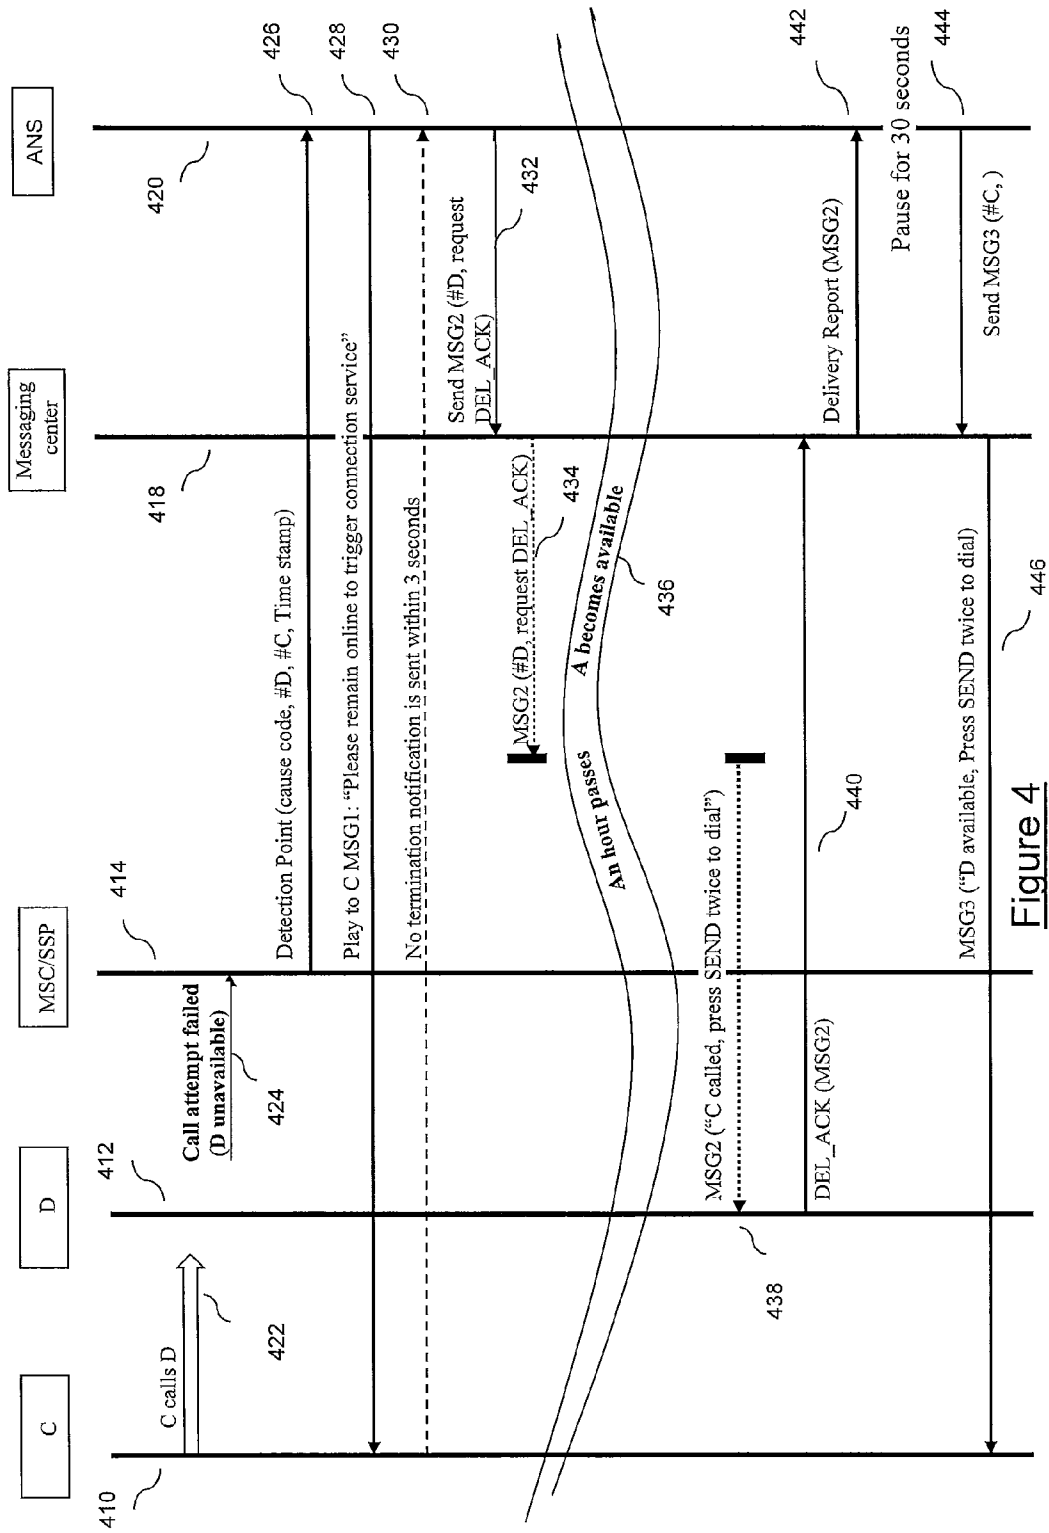 C
D
MSC/SSP
Messaging
center
ANS
410
412
414
418
420
C calls D
422
Call attempt failed
(D unavailable)
424
Detection Point (cause code, #D, #C, Time stamp)
426
Play to C MSG1: “Please remain online to trigger connection service”
428
No termination notification is sent within 3 seconds
430
Send MSG2 (#D, request
DEL_ACK)
432
MSG2 (#D, request DEL_ACK)
434
An hour passes
A becomes available
436
MSG2 (“C called, press SEND twice to dial”)
438
DEL_ACK (MSG2)
440
Delivery Report (MSG2)
442
Pause for 30 seconds
Send MSG3 (#C, )
444
MSG3 (“D available, Press SEND twice to dial)
446
Figure 4